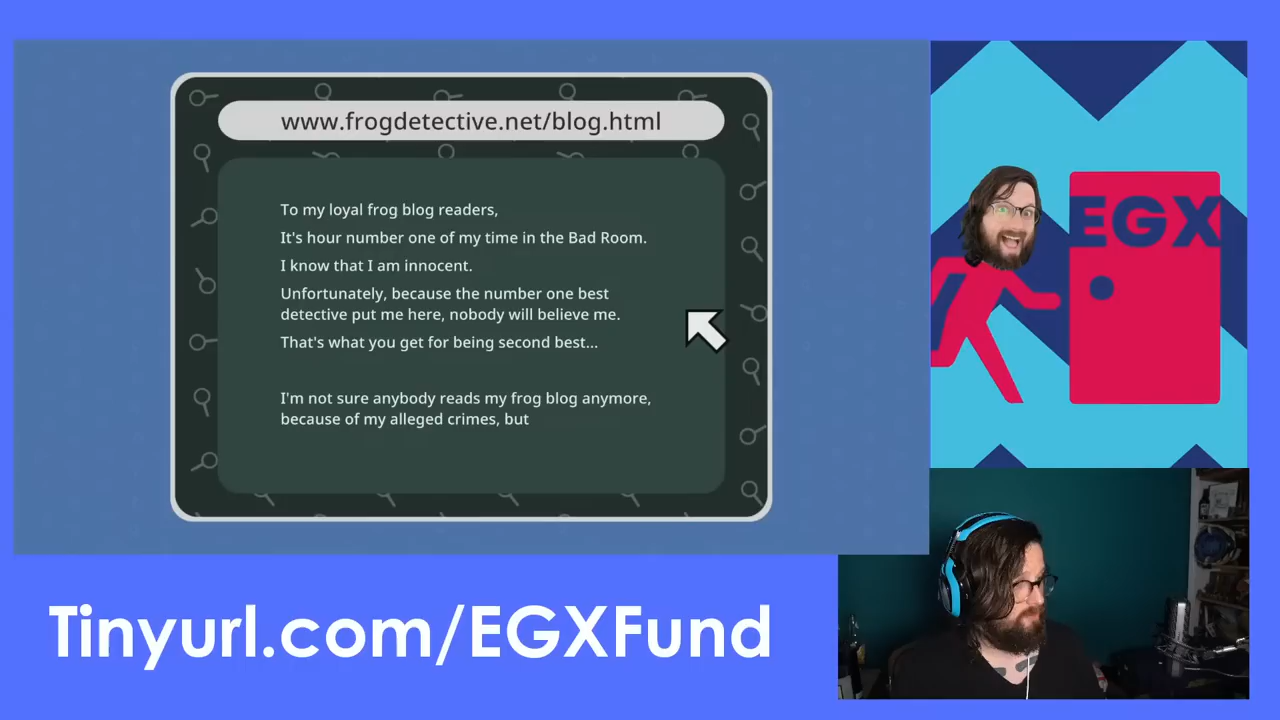 www.frogdetective.net/blog.html
To my loyal frog blog readers,
It's hour number one of my time in the Bad Room.
I know that I am innocent.
Unfortunately, because the number one best
detective put me here, nobody will believe me.
That's what you get for being second best...
I'm not sure anybody reads my frog blog anymore,
because of my alleged crimes, but
EGX
Tinyurl.com/EGXFund